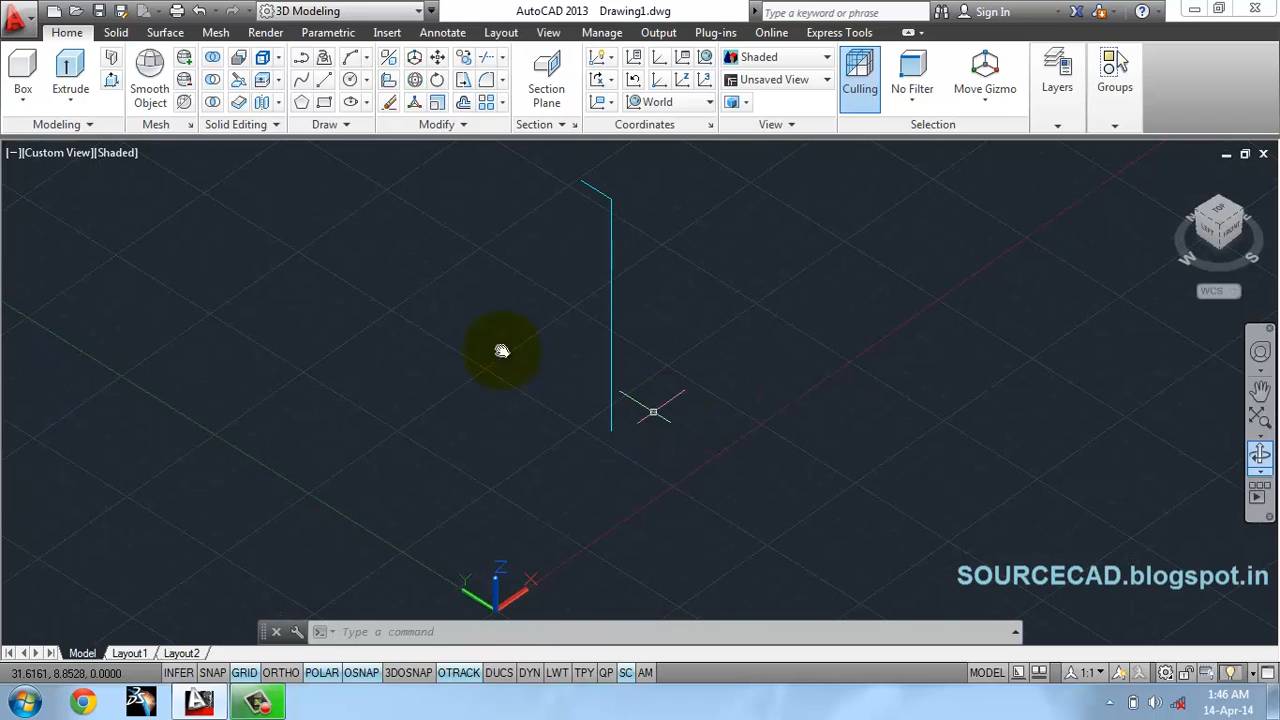 3D Modeling
AutoCAD 2013 Drawing1.dwg
Type a keyword or phrase
Sign In
Home Solid Surface Mesh Render Parametric Insert Annotate Layout View Manage Output Plug-ins Online Express Tools
Box
Extrude
Smooth
Object
Section
Plane
Shaded
Unsaved View
World
Culling
No Filter
Move Gizmo
Layers
Groups
Modeling Mesh Solid Editing Draw Modify Section Coordinates View Selection
[−][Custom View][Shaded]
TOP
LEFT
FRONT
W
S
WCS
Z
Y
X
SOURCECAD.blogspot.in
Type a command
Model Layout1 Layout2
31.6161, 8.8528, 0.0000
INFER SNAP GRID ORTHO POLAR OSNAP 3DOSNAP OTRACK DUCS DYN LWT TPY QP SC AM
MODEL
1:1
1:46 AM
14-Apr-14